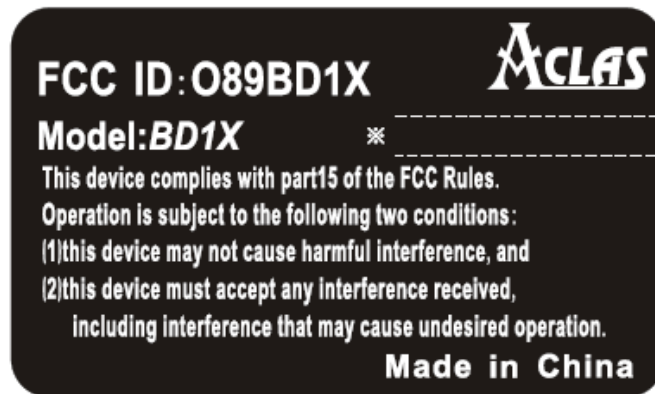 ACLAS
FCC ID:O89BD1X
Model:BD1X ※
This device complies with part15 of the FCC Rules.
Operation is subject to the following two conditions:
(1)this device may not cause harmful interference, and
(2)this device must accept any interference received,
including interference that may cause undesired operation.
Made in China